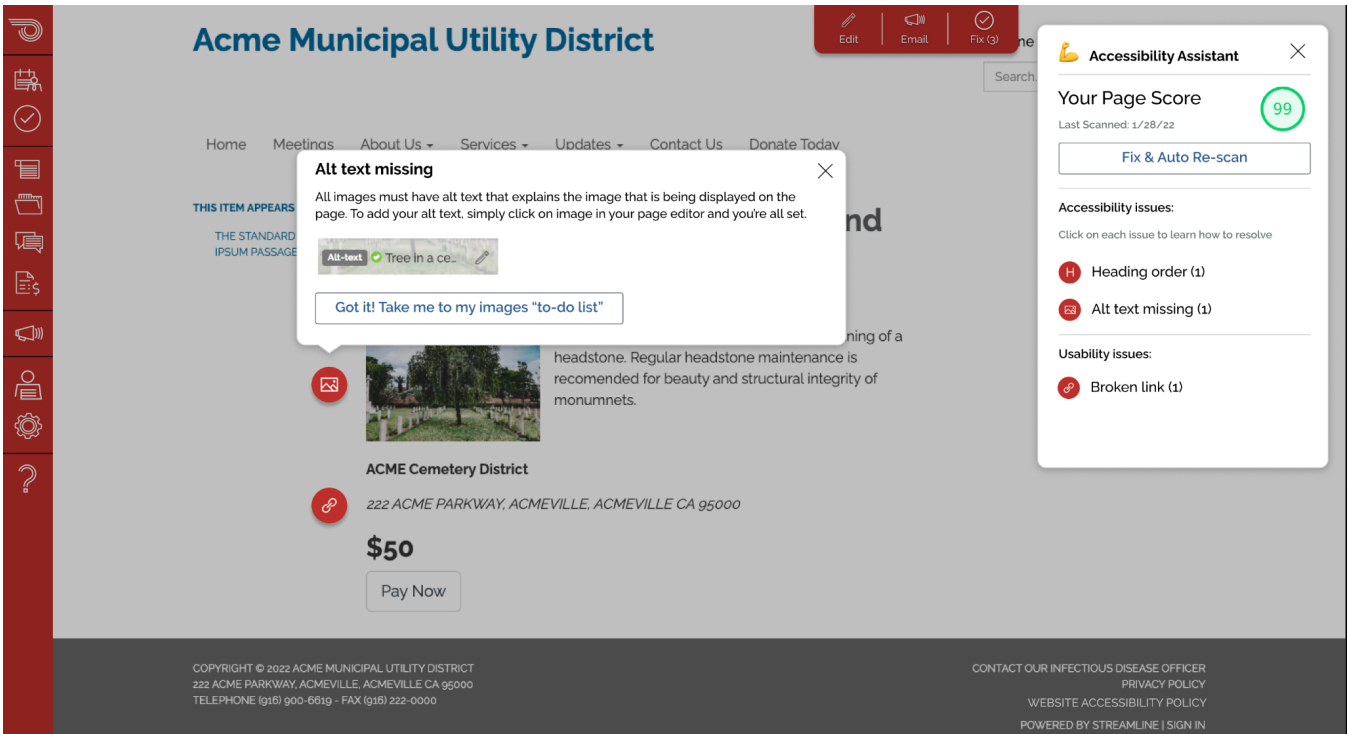 Acme Municipal Utility District
Edit
Email
Fix (3)
ne
Search.
Home
Meetings
About Us
Services
Updates
Contact Us
Donate Today
THIS ITEM APPEARS
THE STANDARD
IPSUM PASSAGE
nd
Alt text missing
All images must have alt text that explains the image that is being displayed on the
page. To add your alt text, simply click on image in your page editor and you're all set.
Alt-text Tree in a ce...
Got it! Take me to my images “to-do list”
ning of a
headstone. Regular headstone maintenance is
recomended for beauty and structural integrity of
monumnets.
ACME Cemetery District
222 ACME PARKWAY, ACMEVILLE, ACMEVILLE CA 95000
$50
Pay Now
Accessibility Assistant
Your Page Score
99
Last Scanned: 1/28/22
Fix & Auto Re-scan
Accessibility issues:
Click on each issue to learn how to resolve
H Heading order (1)
Alt text missing (1)
Usability issues:
Broken link (1)
COPYRIGHT © 2022 ACME MUNICIPAL UTILITY DISTRICT
222 ACME PARKWAY, ACMEVILLE, ACMEVILLE CA 95000
TELEPHONE (916) 900-6619 - FAX (916) 222-0000
CONTACT OUR INFECTIOUS DISEASE OFFICER
PRIVACY POLICY
WEBSITE ACCESSIBILITY POLICY
POWERED BY STREAMLINE | SIGN IN